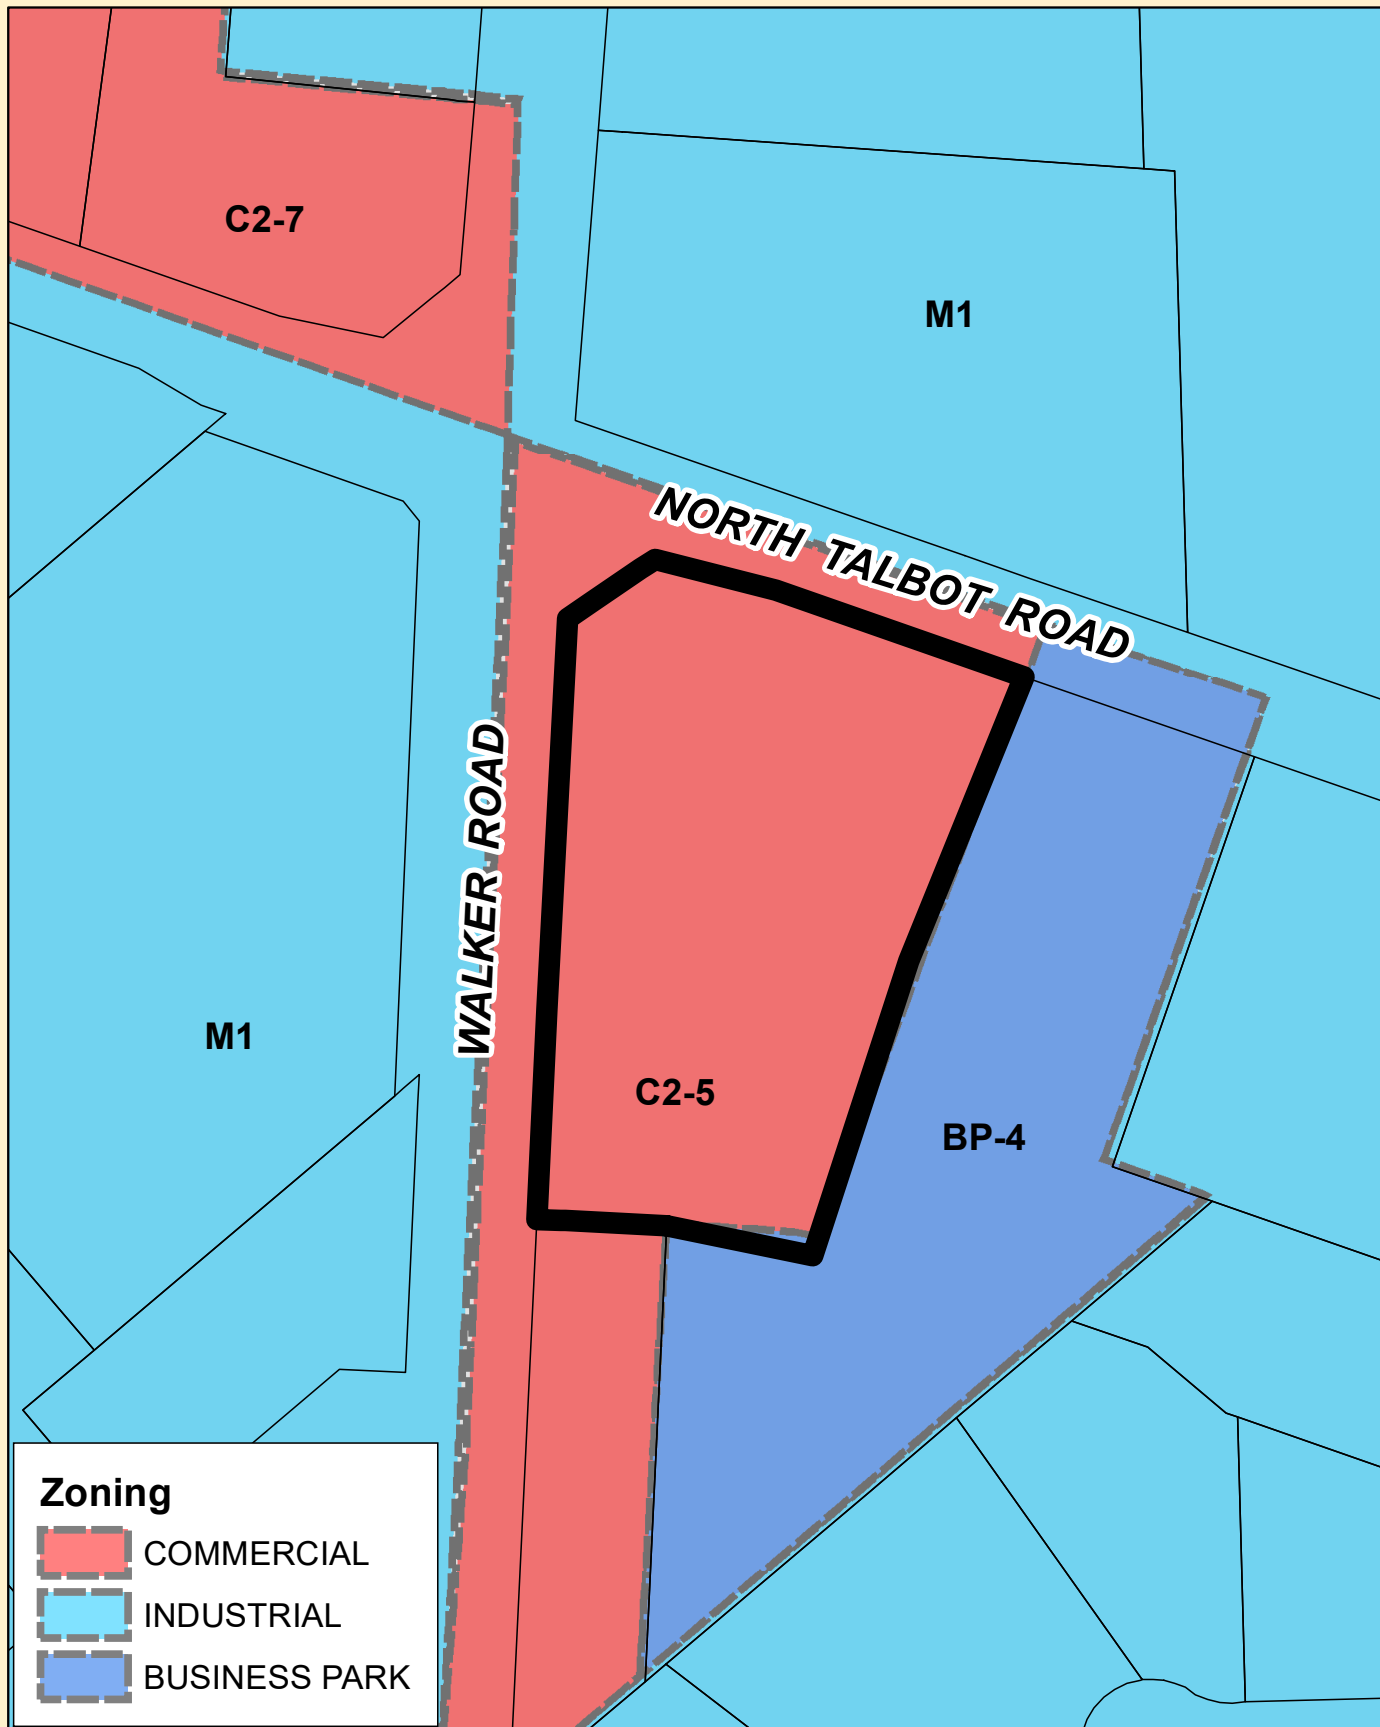 C2-7
M1
NORTH TALBOT ROAD
WALKER ROAD
M1
C2-5
BP-4
Zoning
COMMERCIAL
INDUSTRIAL
BUSINESS PARK